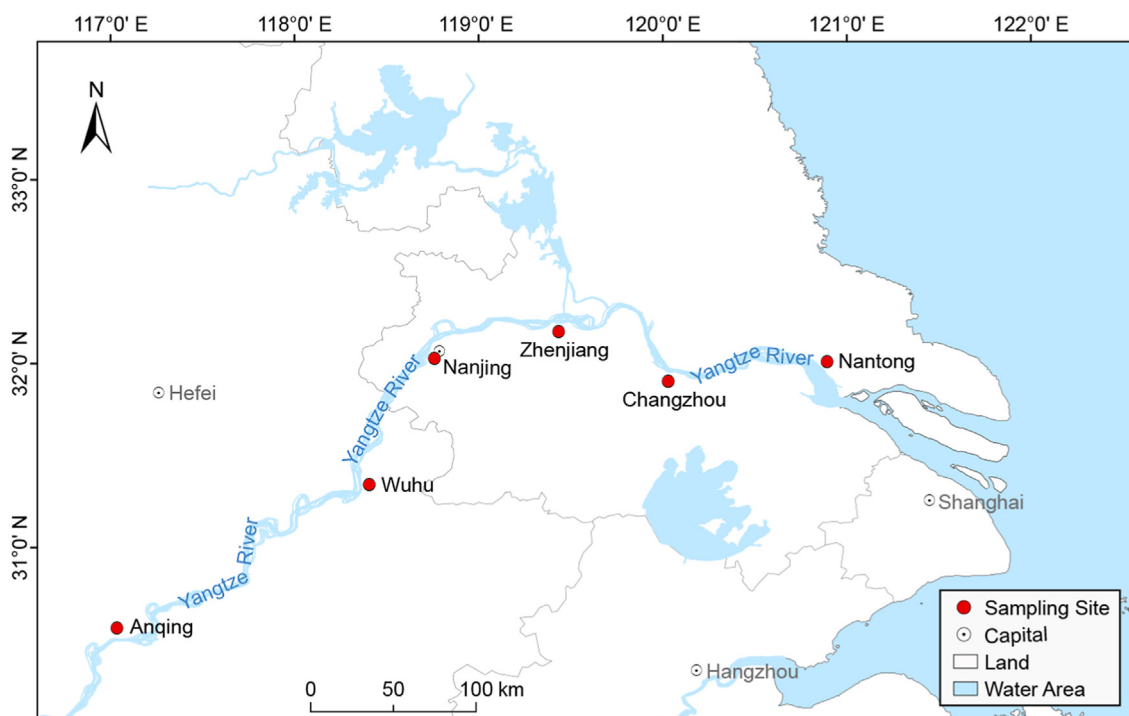 117°0' E
118°0' E
119°0' E
120°0' E
121°0' E
122°0' E
N
33°0' N
32°0' N
31°0' N
Zhenjiang
Nanjing
Yangtze River
Nantong
Hefei
Changzhou
Yangtze River
Wuhu
Shanghai
Yangtze River
Anqing
Hangzhou
0 50 100 km
Sampling Site
Capital
Land
Water Area